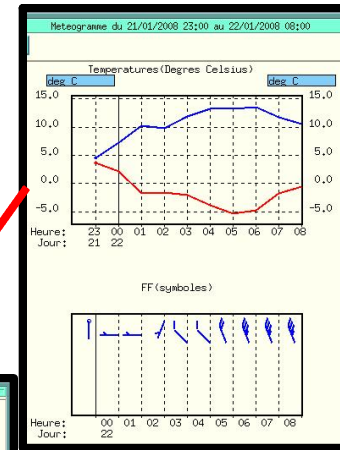 Meteogramme du 21/01/2008 23:00 au 22/01/2008 08:00
Temperatures(Degres Celsius)
deg C deg C
15.0 15.0
10.0 10.0
5.0 5.0
0.0 0.0
-5.0 -5.0
Heure: 23 00 01 02 03 04 05 06 07 08
Jour: 21 22
FF(symboles)
Heure: 00 01 02 03 04 05 06 07 08
Jour: 22